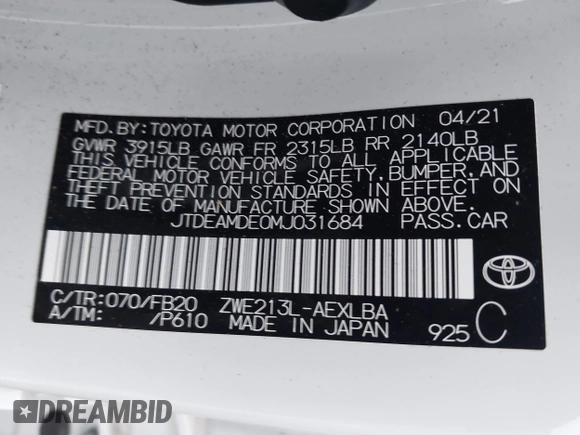 MFD. BY: TOYOTA MOTOR CORPORATION 04/21
GVWR 3915LB GAWR FR 2315LB RR 2140LB
THIS VEHICLE CONFORMS TO ALL APPLICABLE
FEDERAL MOTOR VEHICLE SAFETY, BUMPER, AND
THEFT PREVENTION STANDARDS IN EFFECT ON
THE DATE OF MANUFACTURE SHOWN ABOVE.
JTDEAMDE0MJ031684 PASS. CAR
C/TR: 070/FB20 ZWE213L-AEXLBA
A/TM: /P610 MADE IN JAPAN 925 C
DREAMBID